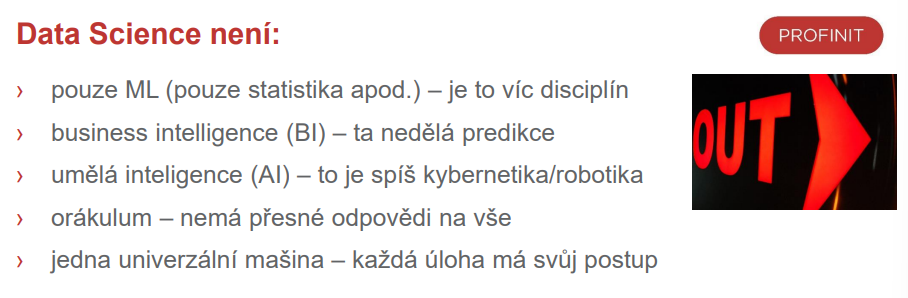 Data Science není:
PROFINIT
› pouze ML (pouze statistika apod.) – je to víc disciplín
› business intelligence (BI) – ta nedělá predikce
› umělá inteligence (AI) – to je spíš kybernetika/robotika
› orákulum – nemá přesné odpovědi na vše
› jedna univerzální mašina – každá úloha má svůj postup
OUT